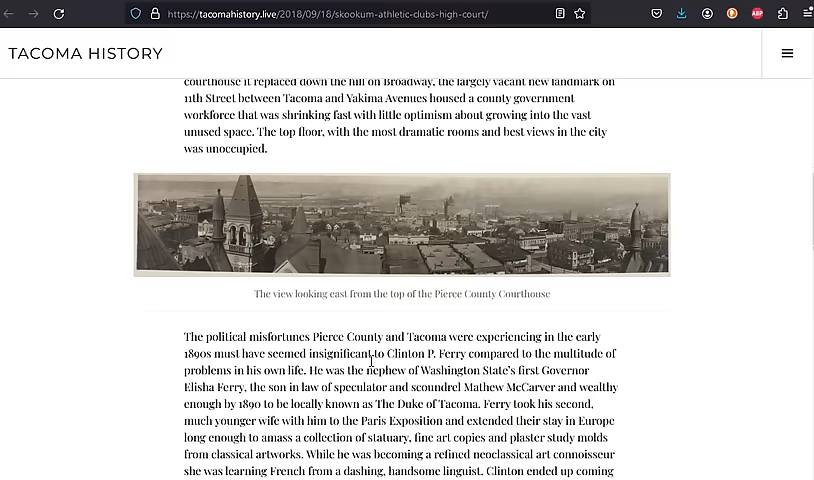 https://tacomahistory.live/2018/09/18/skookum-athletic-clubs-high-court/
ABP
TACOMA HISTORY
courthouse it replaced down the hill on Broadway, the largely vacant new landmark on
11th Street between Tacoma and Yakima Avenues housed a county government
workforce that was shrinking fast with little optimism about growing into the vast
unused space. The top floor, with the most dramatic rooms and best views in the city
was unoccupied.
The view looking east from the top of the Pierce County Courthouse
The political misfortunes Pierce County and Tacoma were experiencing in the early
1890s must have seemed insignificant to Clinton P. Ferry compared to the multitude of
problems in his own life. He was the nephew of Washington State's first Governor
Elisha Ferry, the son in law of speculator and scoundrel Mathew McCarver and wealthy
enough by 1890 to be locally known as The Duke of Tacoma. Ferry took his second,
much younger wife with him to the Paris Exposition and extended their stay in Europe
long enough to amass a collection of statuary, fine art copies and plaster study molds
from classical artworks. While he was becoming a refined neoclassical art connoisseur
she was learning French from a dashing, handsome linguist. Clinton ended up coming